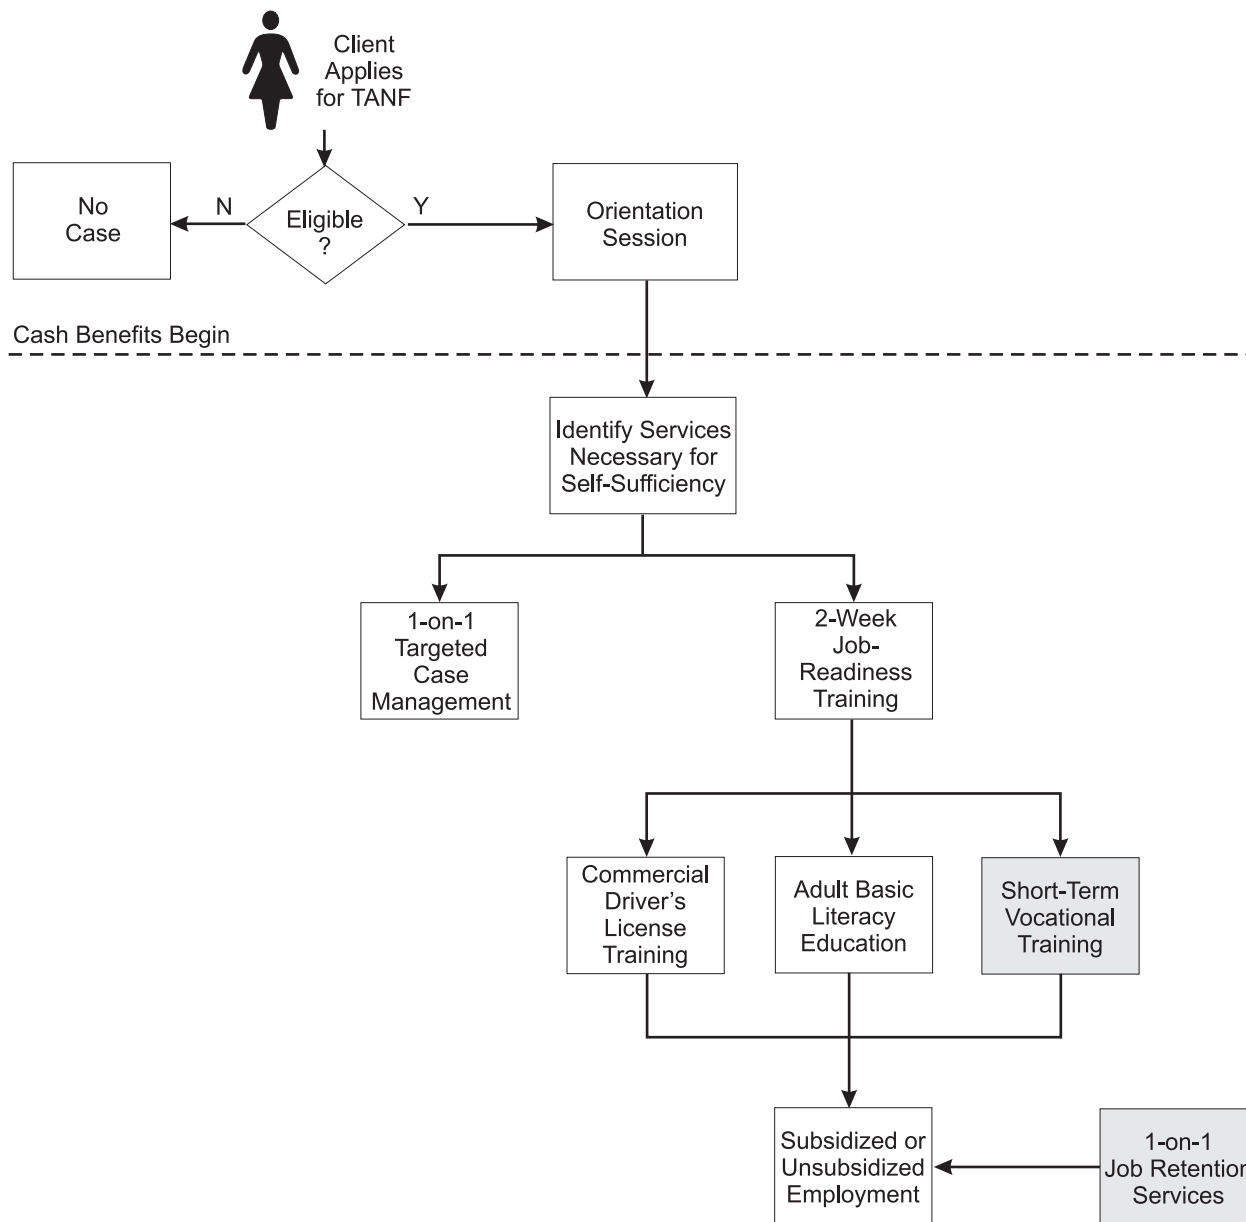 Client
Applies
for TANF
No
Case
N
Eligible
?
Y
Orientation
Session
Cash Benefits Begin
Identify Services
Necessary for
Self-Sufficiency
1-on-1
Targeted
Case
Management
2-Week
Job-
Readiness
Training
Commercial
Driver’s
License
Training
Adult Basic
Literacy
Education
Short-Term
Vocational
Training
Subsidized or
Unsubsidized
Employment
1-on-1
Job Retention
Services